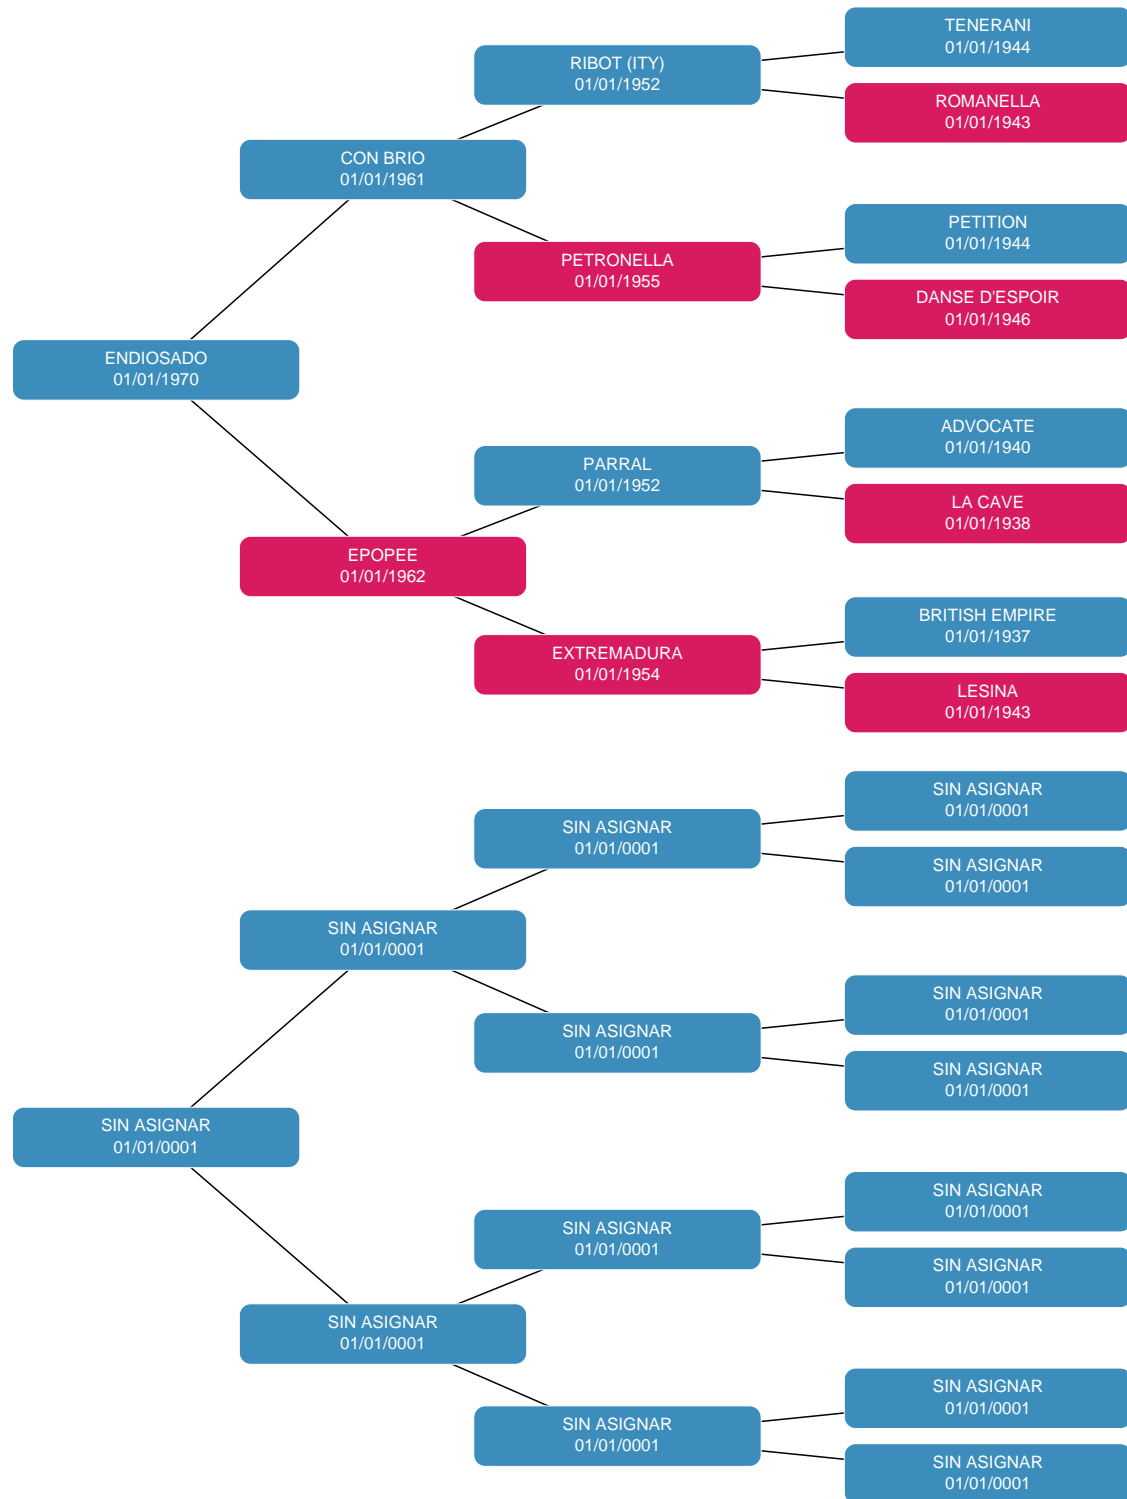 TENERANI
01/01/1944
RIBOT (ITY)
01/01/1952
ROMANELLA
01/01/1943
CON BRIO
01/01/1961
PETITION
01/01/1944
PETRONELLA
01/01/1955
DANSE D'ESPOIR
01/01/1946
ENDIOSADO
01/01/1970
ADVOCATE
01/01/1940
PARRAL
01/01/1952
LA CAVE
01/01/1938
EPOPEE
01/01/1962
BRITISH EMPIRE
01/01/1937
EXTREMADURA
01/01/1954
LESINA
01/01/1943
SIN ASIGNAR
01/01/0001
SIN ASIGNAR
01/01/0001
SIN ASIGNAR
01/01/0001
SIN ASIGNAR
01/01/0001
SIN ASIGNAR
01/01/0001
SIN ASIGNAR
01/01/0001
SIN ASIGNAR
01/01/0001
SIN ASIGNAR
01/01/0001
SIN ASIGNAR
01/01/0001
SIN ASIGNAR
01/01/0001
SIN ASIGNAR
01/01/0001
SIN ASIGNAR
01/01/0001
SIN ASIGNAR
01/01/0001
SIN ASIGNAR
01/01/0001
SIN ASIGNAR
01/01/0001